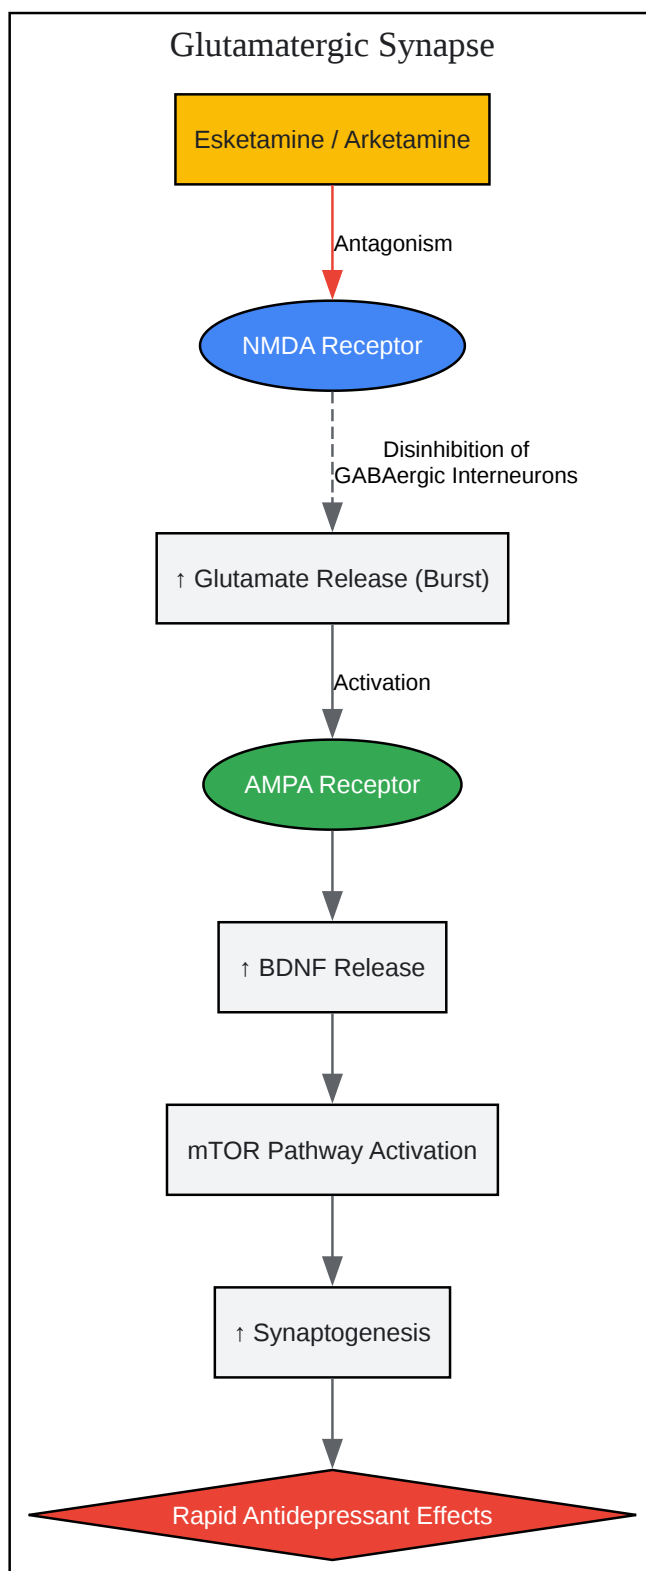 Glutamatergic Synapse
Esketamine / Arketamine
Antagonism
NMDA Receptor
Disinhibition of
GABAergic Interneurons
↑ Glutamate Release (Burst)
Activation
AMPA Receptor
↑ BDNF Release
mTOR Pathway Activation
↑ Synaptogenesis
Rapid Antidepressant Effects